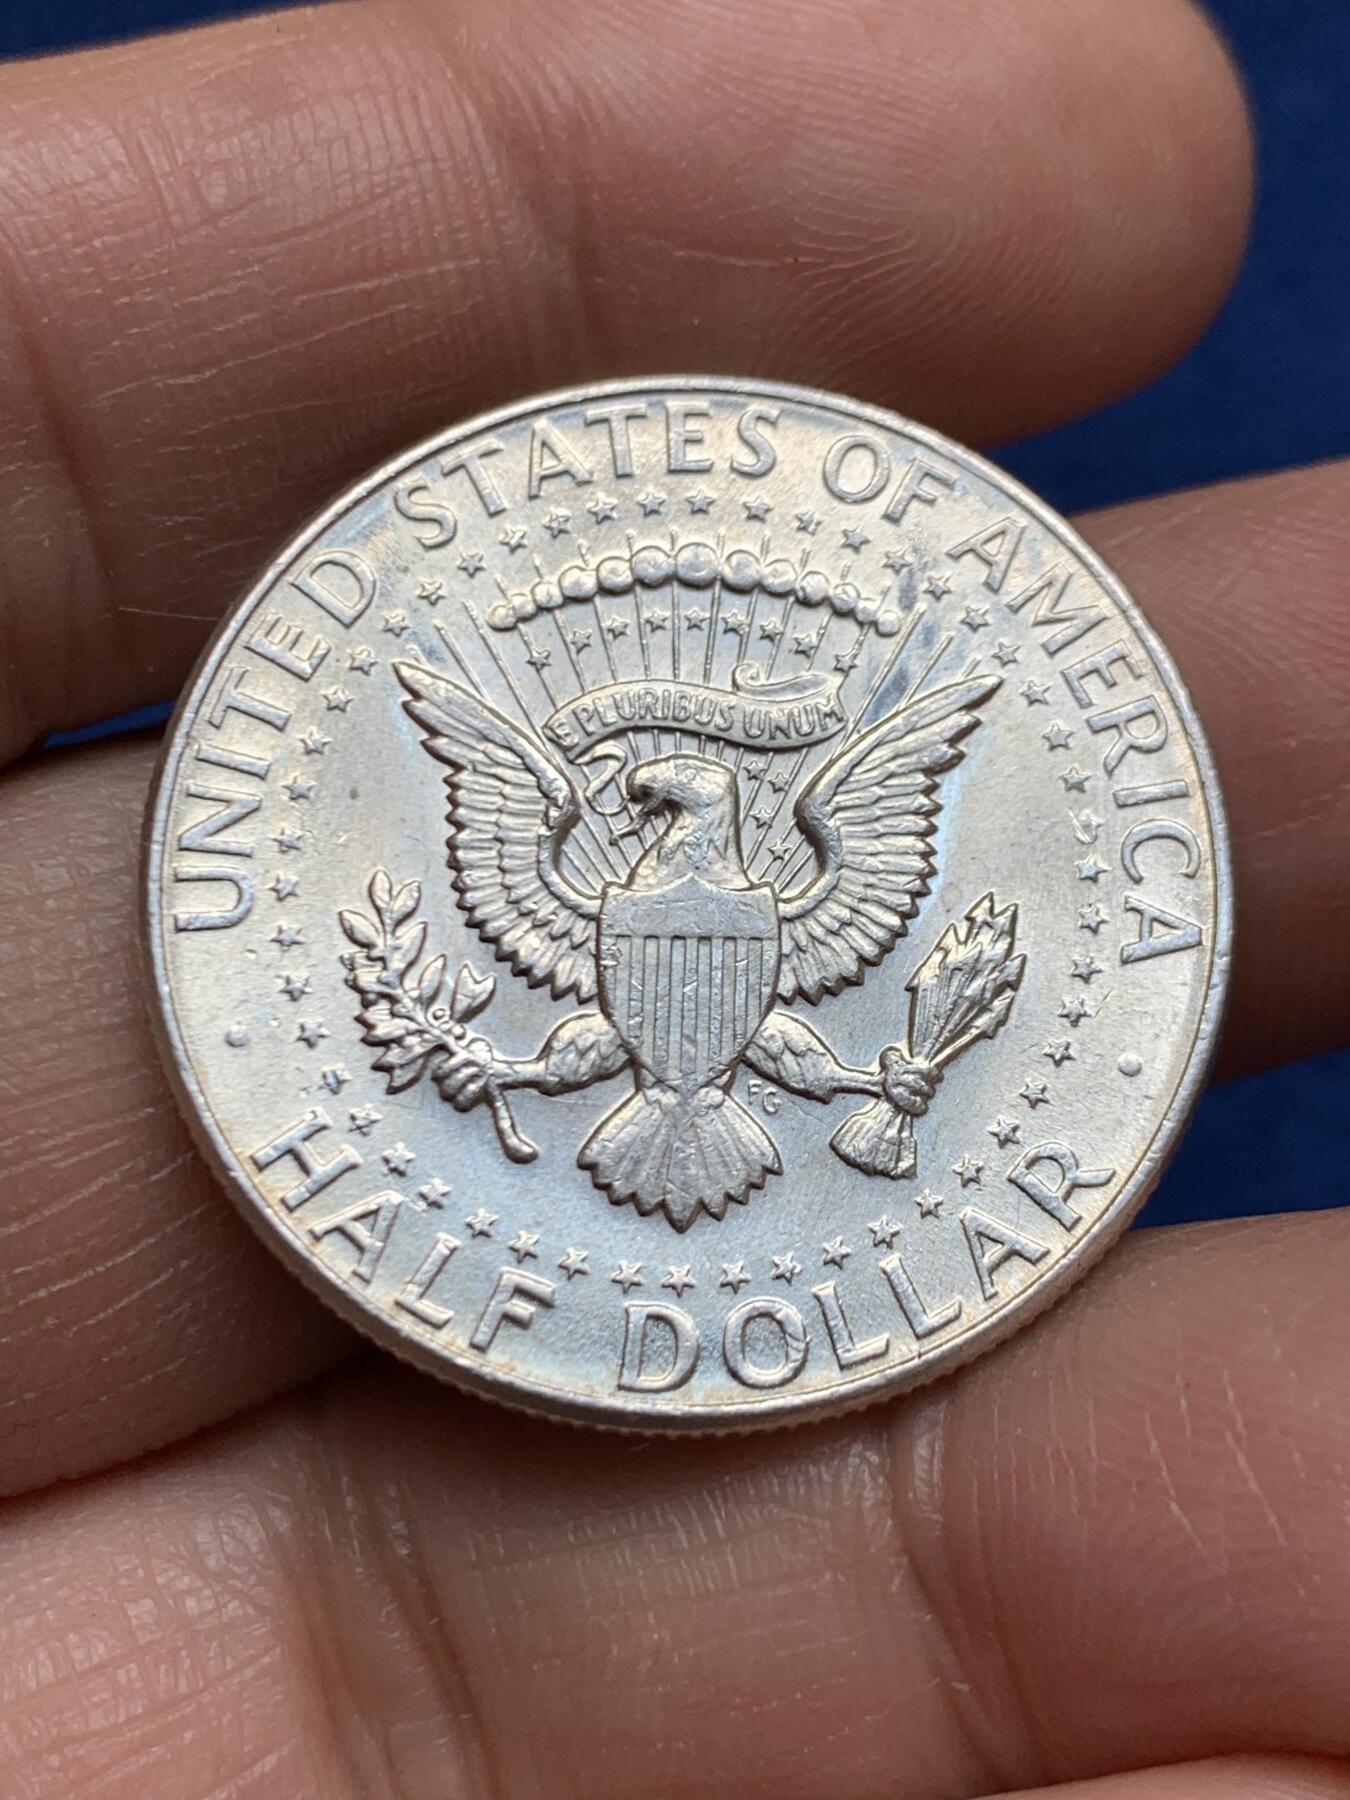 UNITED STATES OF AMERICA
E PLURIBUS UNUM
FG
HALF DOLLAR